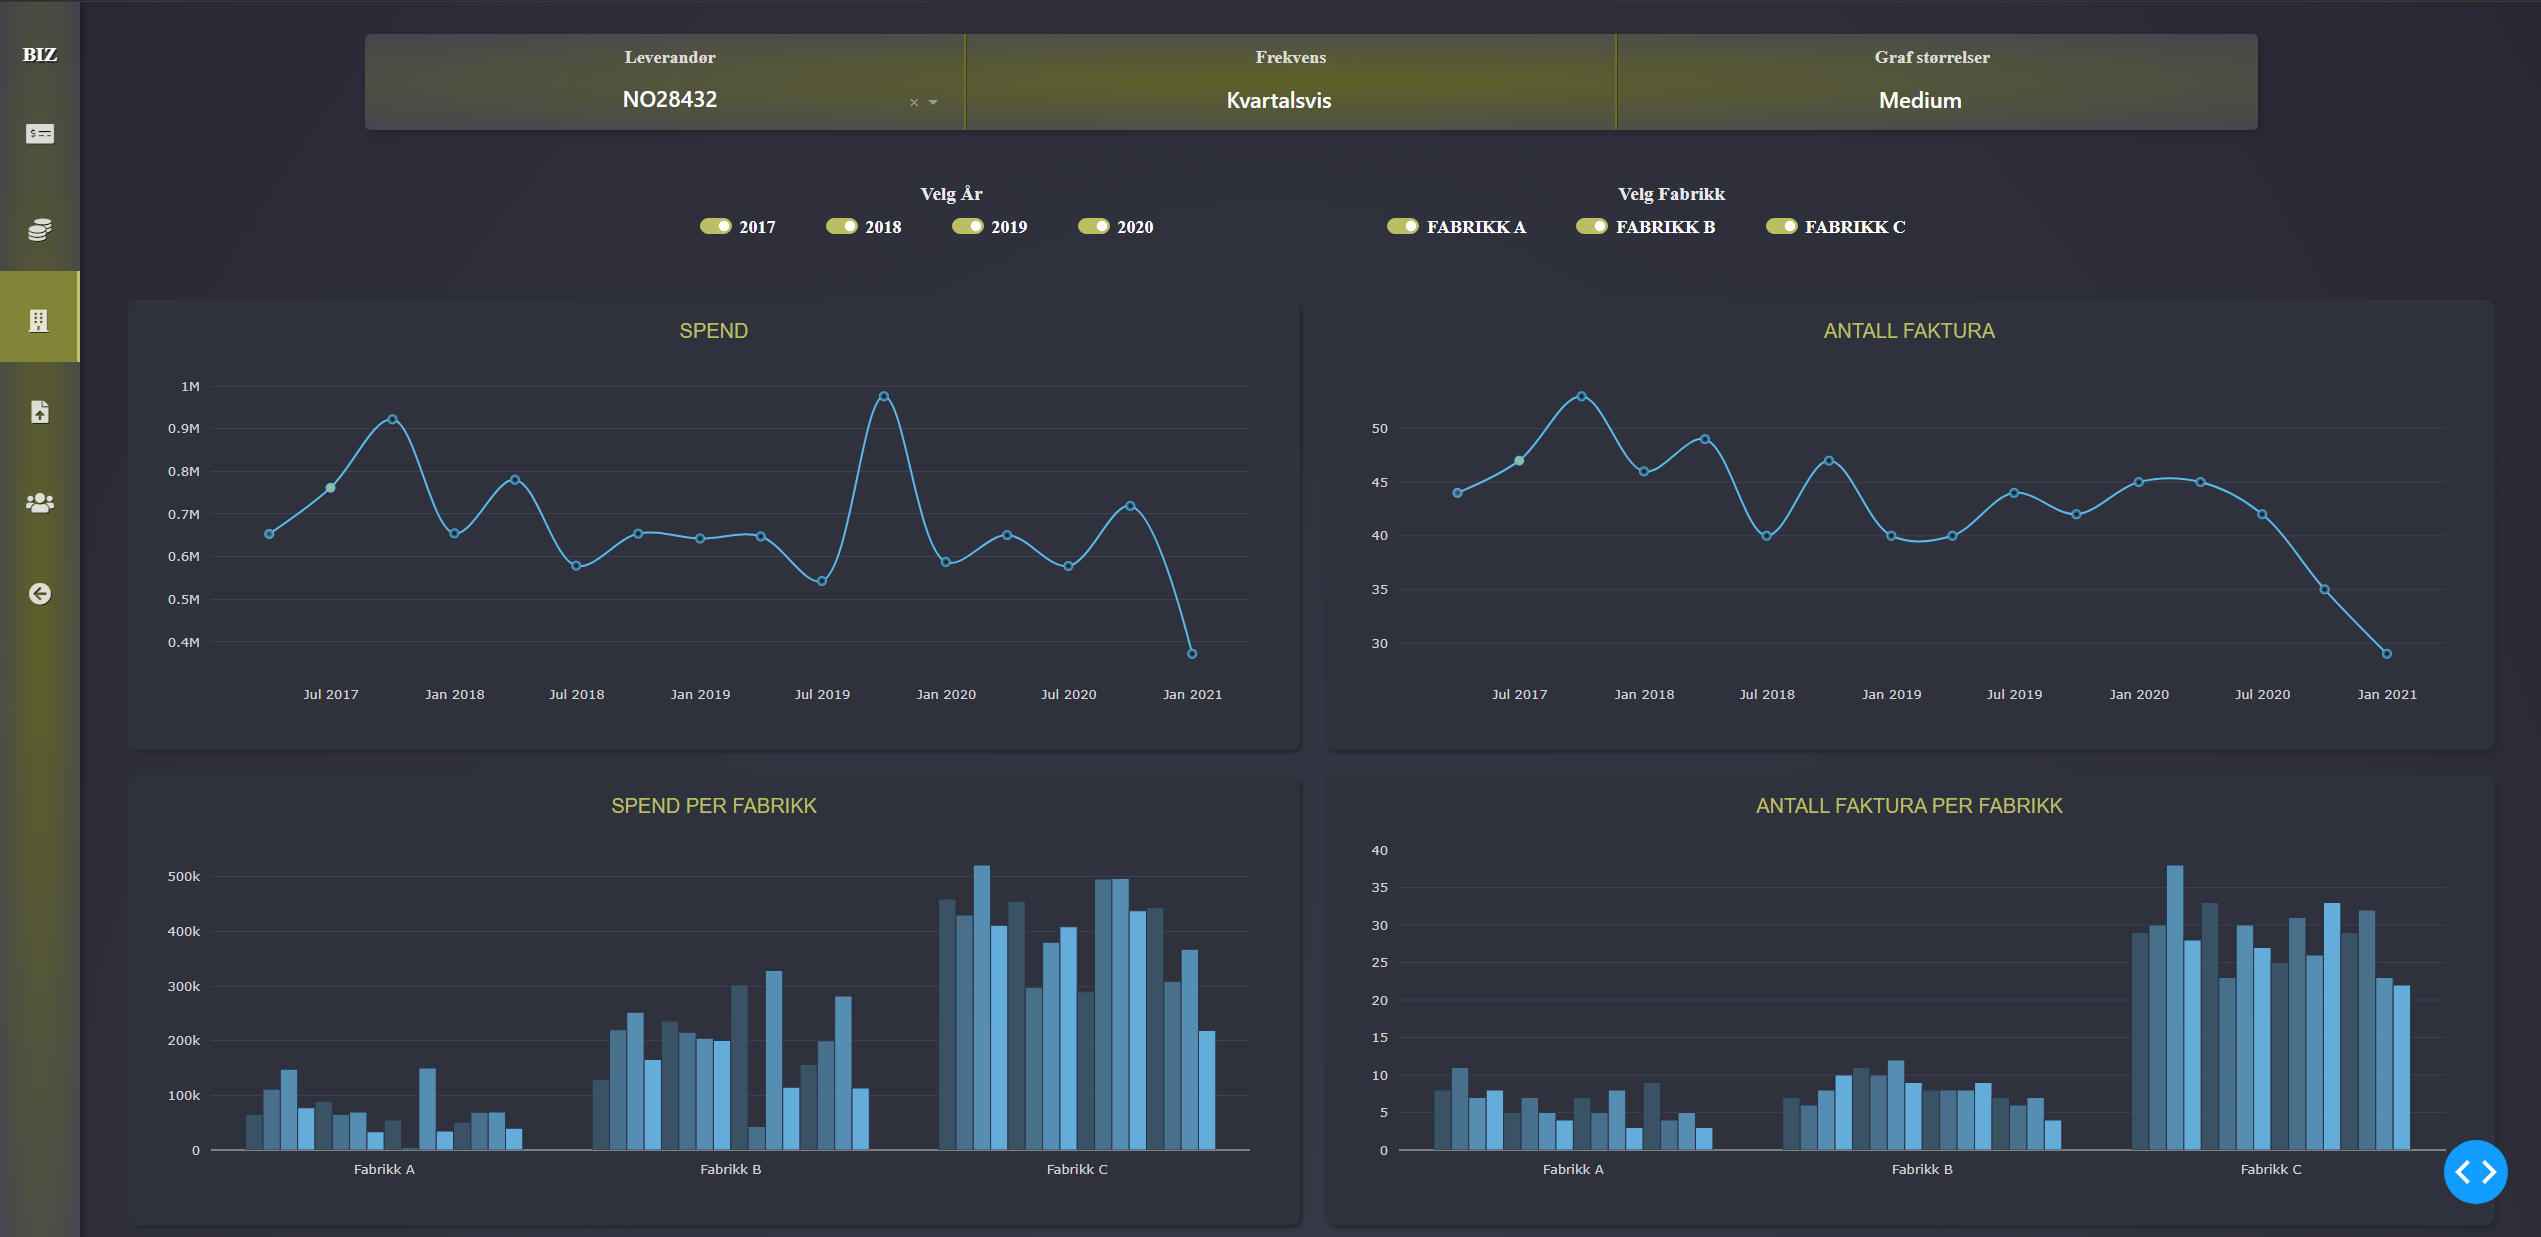 BIZ
Leverandør
NO28432
×
Frekvens
Kvartalsvis
Graf størrelser
Medium
Velg År
2017 2018 2019 2020
Velg Fabrikk
FABRIKK A FABRIKK B FABRIKK C
SPEND
1M
0.9M
0.8M
0.7M
0.6M
0.5M
0.4M
Jul 2017 Jan 2018 Jul 2018 Jan 2019 Jul 2019 Jan 2020 Jul 2020 Jan 2021
ANTALL FAKTURA
50
45
40
35
30
Jul 2017 Jan 2018 Jul 2018 Jan 2019 Jul 2019 Jan 2020 Jul 2020 Jan 2021
SPEND PER FABRIKK
500k
400k
300k
200k
100k
0
Fabrikk A Fabrikk B Fabrikk C
ANTALL FAKTURA PER FABRIKK
40
35
30
25
20
15
10
5
0
Fabrikk A Fabrikk B Fabrikk C